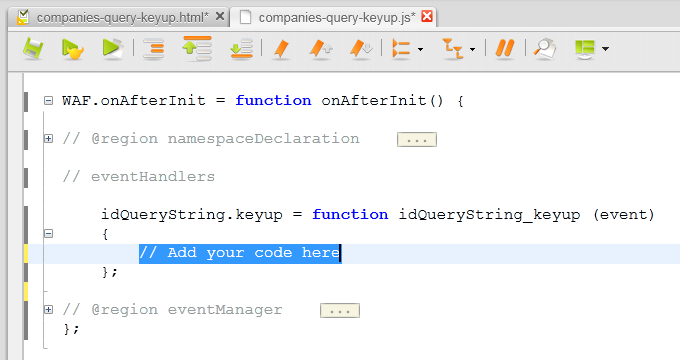 companies-query-keyup.html* companies-query-keyup.js*
WAF.onAfterInit = function onAfterInit() {
// @region namespaceDeclaration ...
// eventHandlers
idQueryString.keyup = function idQueryString_keyup (event)
{
// Add your code here
};
// @region eventManager ...
};